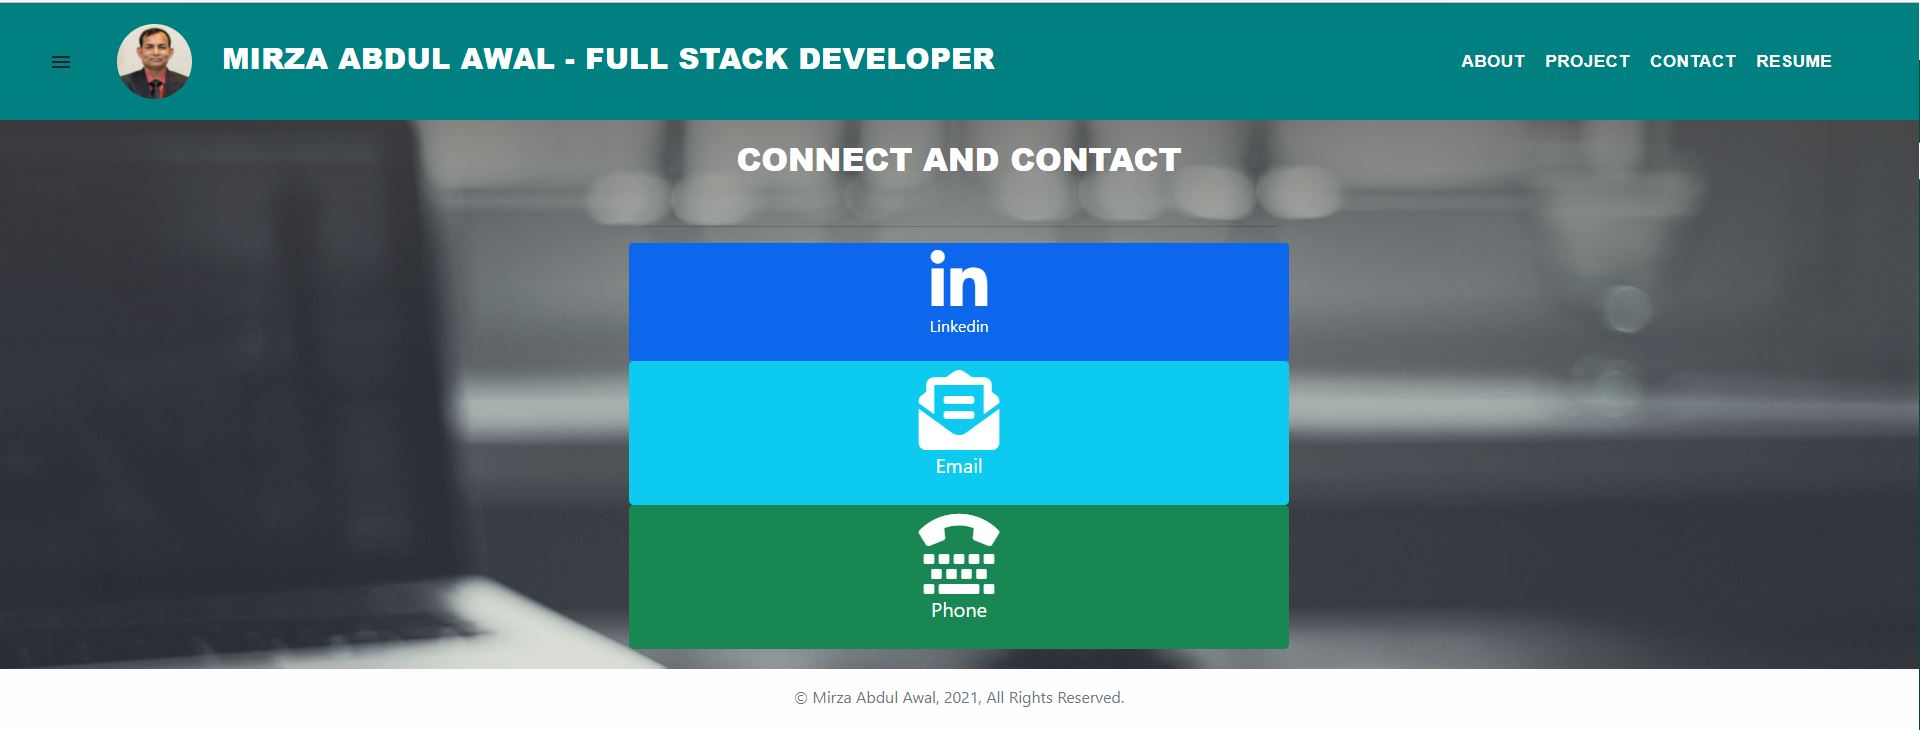 MIRZA ABDUL AWAL - FULL STACK DEVELOPER
ABOUT PROJECT CONTACT RESUME
CONNECT AND CONTACT
in
Linkedin
Email
Phone
© Mirza Abdul Awal, 2021, All Rights Reserved.